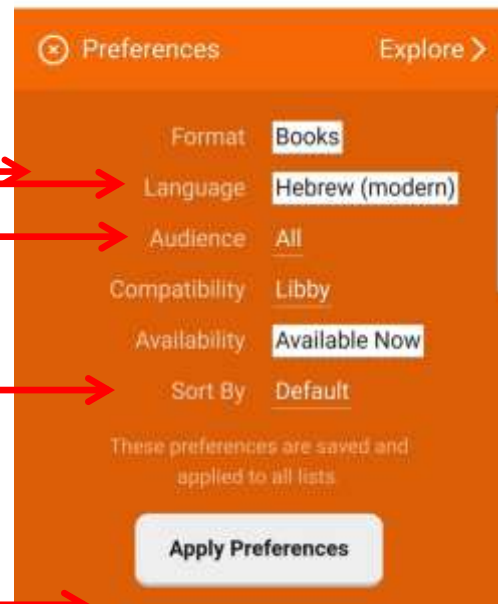 Preferences Explore >
Format Books
Language Hebrew (modern)
Audience All
Compatibility Libby
Availability Available Now
Sort By Default
These preferences are saved and
applied to all lists
Apply Preferences